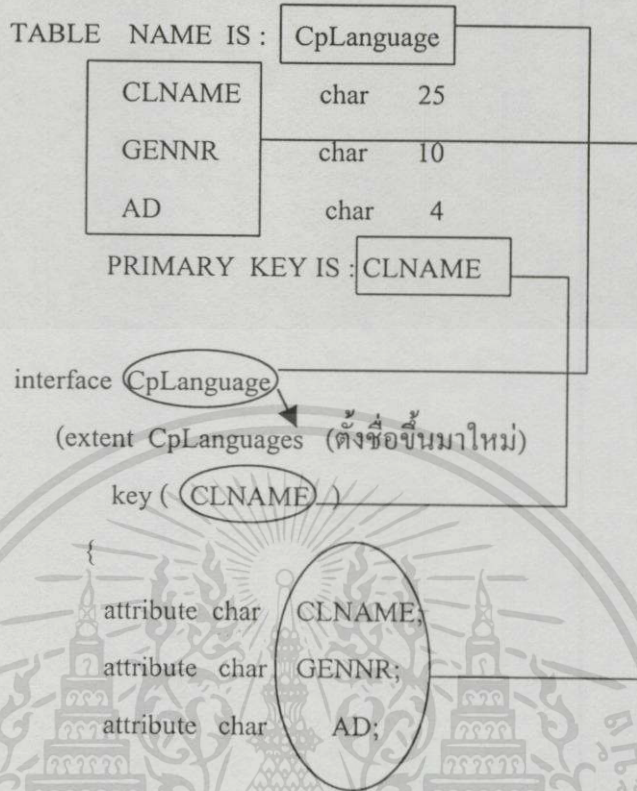 TABLE NAME IS : CpLanguage
CLNAME char 25
GENNR char 10
AD char 4
PRIMARY KEY IS : CLNAME
interface CpLanguage
(extent CpLanguages (ตั้งชื่อขึ้นมาใหม่)
key ( CLNAME )
{
attribute char CLNAME;
attribute char GENNR;
attribute char AD;